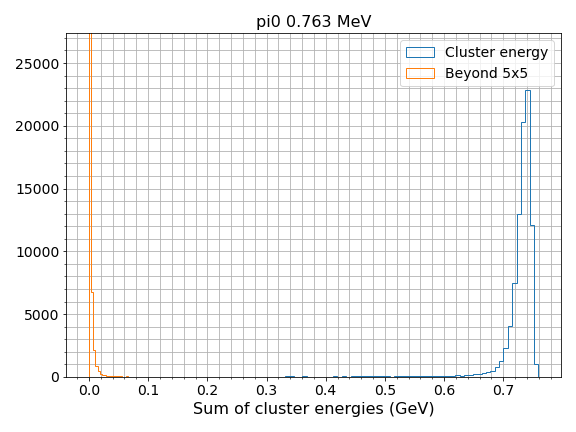 pi0 0.763 MeV
Cluster energy
Beyond 5x5
25000
20000
15000
10000
5000
0
0.0 0.1 0.2 0.3 0.4 0.5 0.6 0.7
Sum of cluster energies (GeV)